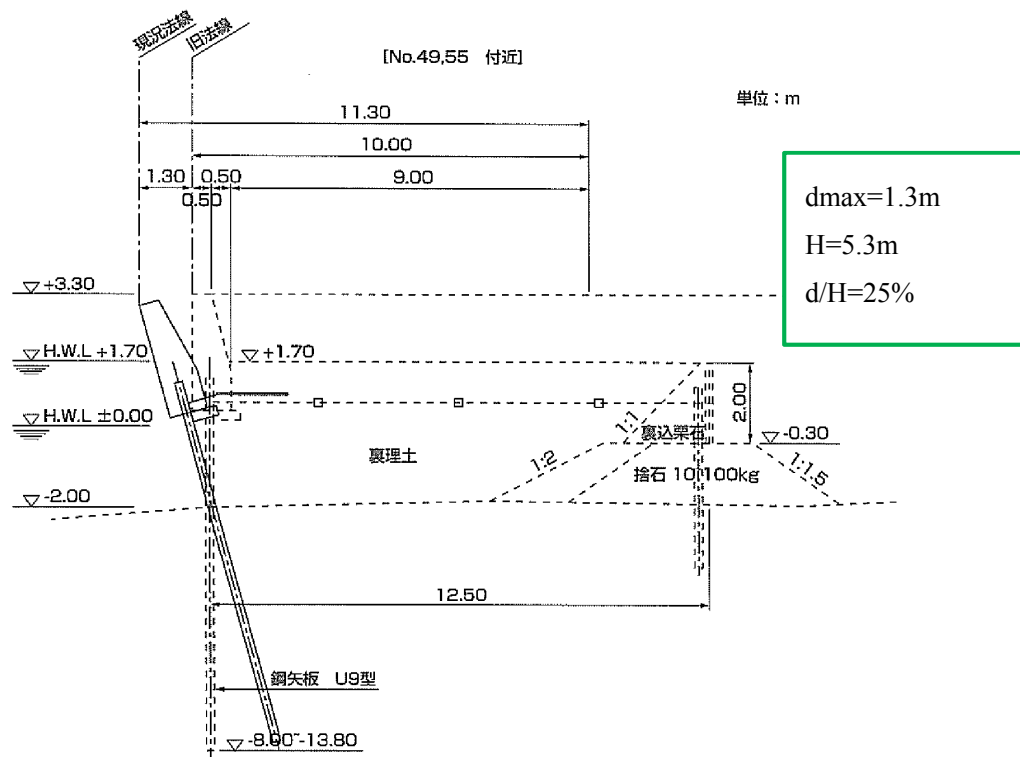 現況法線
旧法線
[No.49,55 付近]
単位：m
11.30
10.00
1.30
0.50
9.00
0.50
dmax=1.3m
H=5.3m
d/H=25%
+3.30
H.W.L +1.70
+1.70
2.00
H.W.L ±0.00
1:1
裏込栗石
-0.30
裏理土
1:2
捨石 10~100kg
1:1.5
-2.00
12.50
鋼矢板 U9型
-8.00~-13.80